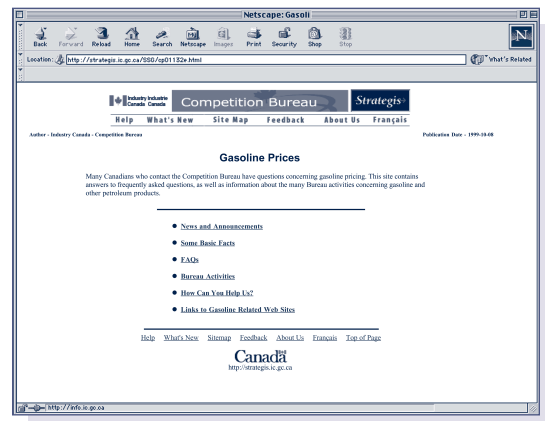 Netscape: Gasoli
Back Forward Reload Home Search Netscape Images Print Security Shop Stop
N
Location: http://strategis.ic.gc.ca/SSG/cp01132e.html What's Related
Industry Canada Industrie Canada Competition Bureau Strategis
Help What's New Site Map Feedback About Us Français
Author - Industry Canada - Competition Bureau Publication Date - 1999-10-08
Gasoline Prices
Many Canadians who contact the Competition Bureau have questions concerning gasoline pricing. This site contains
answers to frequently asked questions, as well as information about the many Bureau activities concerning gasoline and
other petroleum products.
News and Announcements
Some Basic Facts
FAQs
Bureau Activities
How Can You Help Us?
Links to Gasoline Related Web Sites
Help What's New Sitemap Feedback About Us Français Top of Page
Canada
http://strategis.ic.gc.ca
http://info.ic.gc.ca